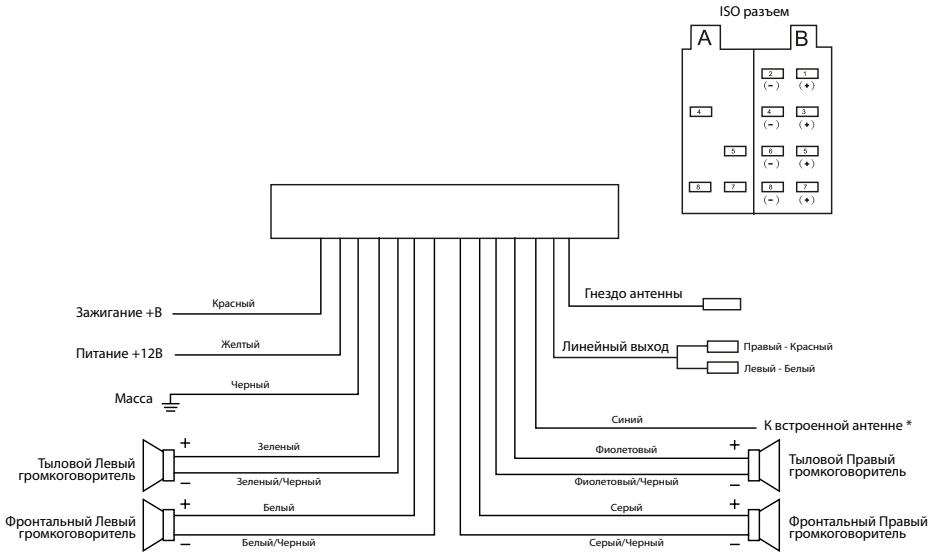 ISO разъем
A
B
2
1
(-)
(+)
4
4
3
(-)
(+)
5
6
5
(-)
(+)
8
7
8
7
(-)
(+)
Гнездо антенны
Красный
Зажигание +В
Линейный выход
Правый - Красный
Левый - Белый
Желтый
Питание +12В
Черный
Масса
Синий
К встроенной антенне *
Зеленый
+
Тыловой Левый
громкоговоритель
Зеленый/Черный
−
Фиолетовый
+
Тыловой Правый
громкоговоритель
Фиолетовый/Черный
−
Белый
+
Фронтальный Левый
громкоговоритель
Белый/Черный
−
Серый
+
Фронтальный Правый
громкоговоритель
Серый/Черный
−